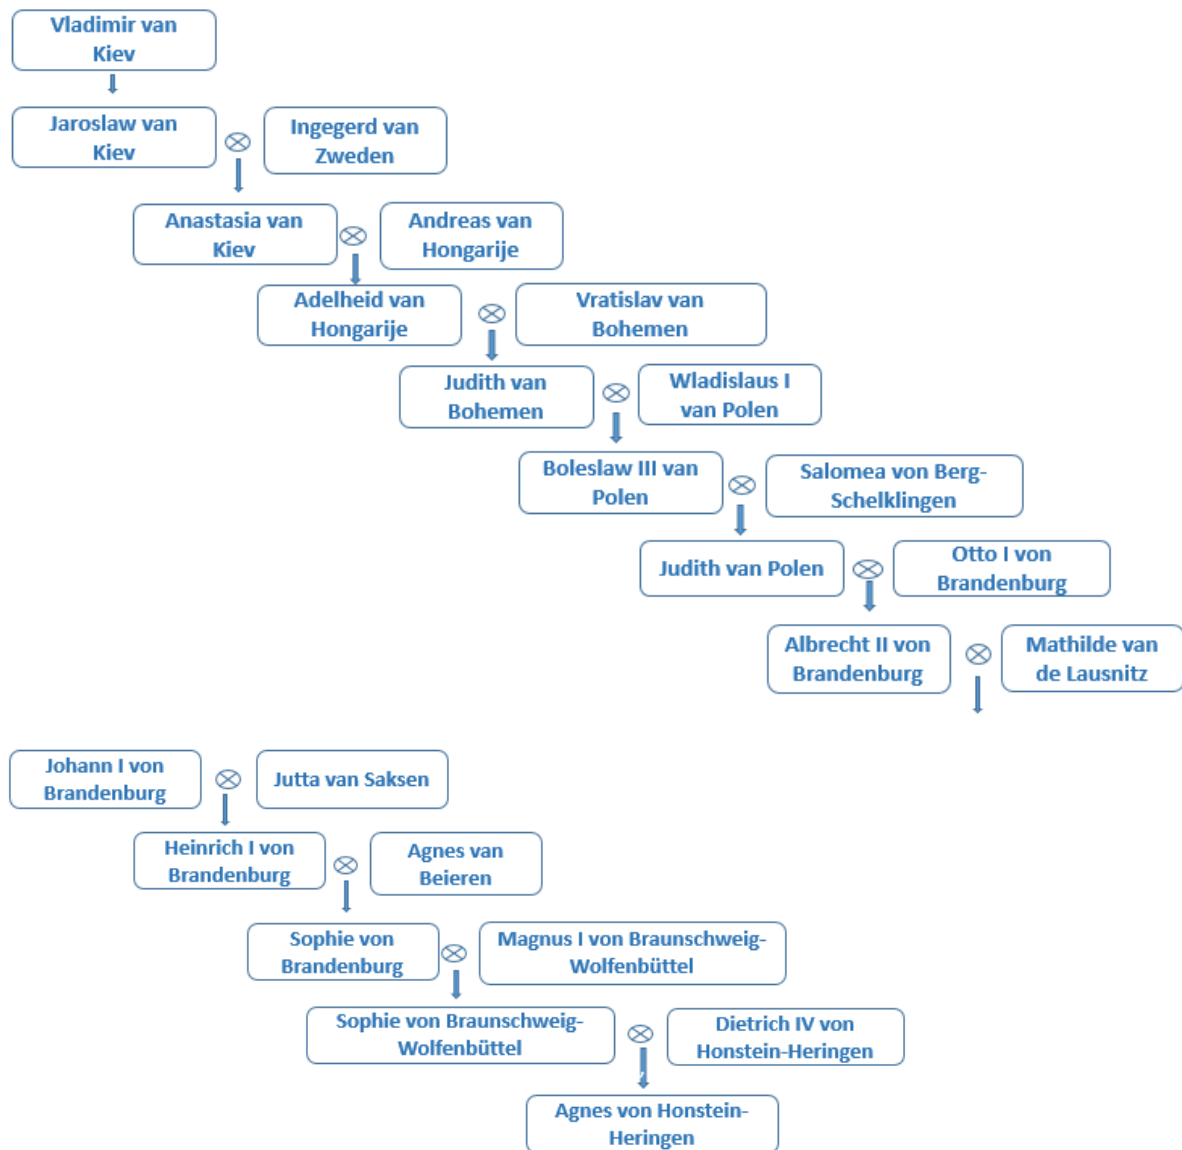 Vladimir van
Kiev
Jaroslaw van
Kiev
Ingegerd van
Zweden
Anastasia van
Kiev
Andreas van
Hongarije
Adelheid van
Hongarije
Vratislav van
Bohemen
Judith van
Bohemen
Wladislaus I
van Polen
Boleslaw III van
Polen
Salomea von Berg-
Schelklingen
Judith van Polen
Otto I von
Brandenburg
Albrecht II von
Brandenburg
Mathilde van
de Lausnitz
Johann I von
Brandenburg
Jutta van Saksen
Heinrich I von
Brandenburg
Agnes van
Beieren
Sophie von
Brandenburg
Magnus I von Braunschweig-
Wolfenbüttel
Sophie von Braunschweig-
Wolfenbüttel
Dietrich IV von
Honstein-Heringen
Agnes von Honstein-
Heringen